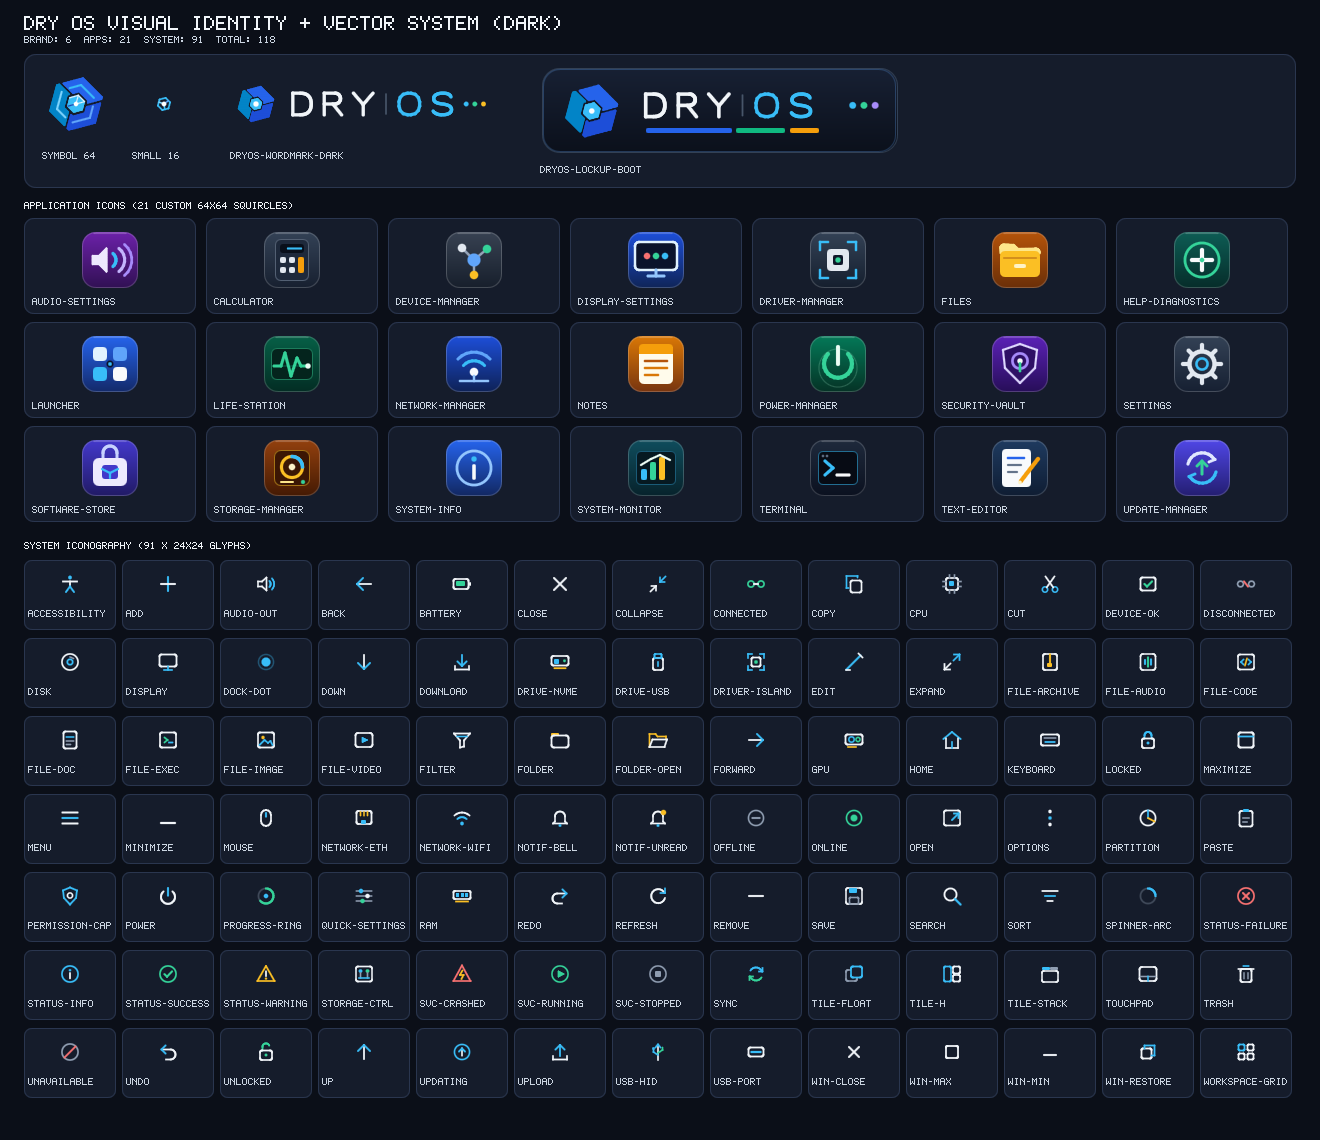 DRY OS VISUAL IDENTITY + VECTOR SYSTEM (DARK)
BRAND: 6  APPS: 21  SYSTEM: 91  TOTAL: 118
DRY|OS
DRY|OS
SYMBOL 64  SMALL 16  DRYOS-WORDMARK-DARK
DRYOS-LOCKUP-BOOT
APPLICATION ICONS (21 CUSTOM 64X64 SQUIRCLES)
AUDIO-SETTINGS  CALCULATOR  DEVICE-MANAGER  DISPLAY-SETTINGS  DRIVER-MANAGER  FILES  HELP-DIAGNOSTICS
LAUNCHER  LIFE-STATION  NETWORK-MANAGER  NOTES  POWER-MANAGER  SECURITY-VAULT  SETTINGS
SOFTWARE-STORE  STORAGE-MANAGER  SYSTEM-INFO  SYSTEM-MONITOR  TERMINAL  TEXT-EDITOR  UPDATE-MANAGER
SYSTEM ICONOGRAPHY (91 X 24X24 GLYPHS)
ACCESSIBILITY  ADD  AUDIO-OUT  BACK  BATTERY  CLOSE  COLLAPSE  CONNECTED  COPY  CPU  CUT  DEVICE-OK  DISCONNECTED
DISK  DISPLAY  DOCK-DOT  DOWN  DOWNLOAD  DRIVE-NVME  DRIVE-USB  DRIVER-ISLAND  EDIT  EXPAND  FILE-ARCHIVE  FILE-AUDIO  FILE-CODE
FILE-DOC  FILE-EXEC  FILE-IMAGE  FILE-VIDEO  FILTER  FOLDER  FOLDER-OPEN  FORWARD  GPU  HOME  KEYBOARD  LOCKED  MAXIMIZE
MENU  MINIMIZE  MOUSE  NETWORK-ETH  NETWORK-WIFI  NOTIF-BELL  NOTIF-UNREAD  OFFLINE  ONLINE  OPEN  OPTIONS  PARTITION  PASTE
PERMISSION-CAP  POWER  PROGRESS-RING  QUICK-SETTINGS  RAM  REDO  REFRESH  REMOVE  SAVE  SEARCH  SORT  SPINNER-ARC  STATUS-FAILURE
STATUS-INFO  STATUS-SUCCESS  STATUS-WARNING  STORAGE-CTRL  SVC-CRASHED  SVC-RUNNING  SVC-STOPPED  SYNC  TILE-FLOAT  TILE-H  TILE-STACK  TOUCHPAD  TRASH
UNAVAILABLE  UNDO  UNLOCKED  UP  UPDATING  UPLOAD  USB-HID  USB-PORT  WIN-CLOSE  WIN-MAX  WIN-MIN  WIN-RESTORE  WORKSPACE-GRID